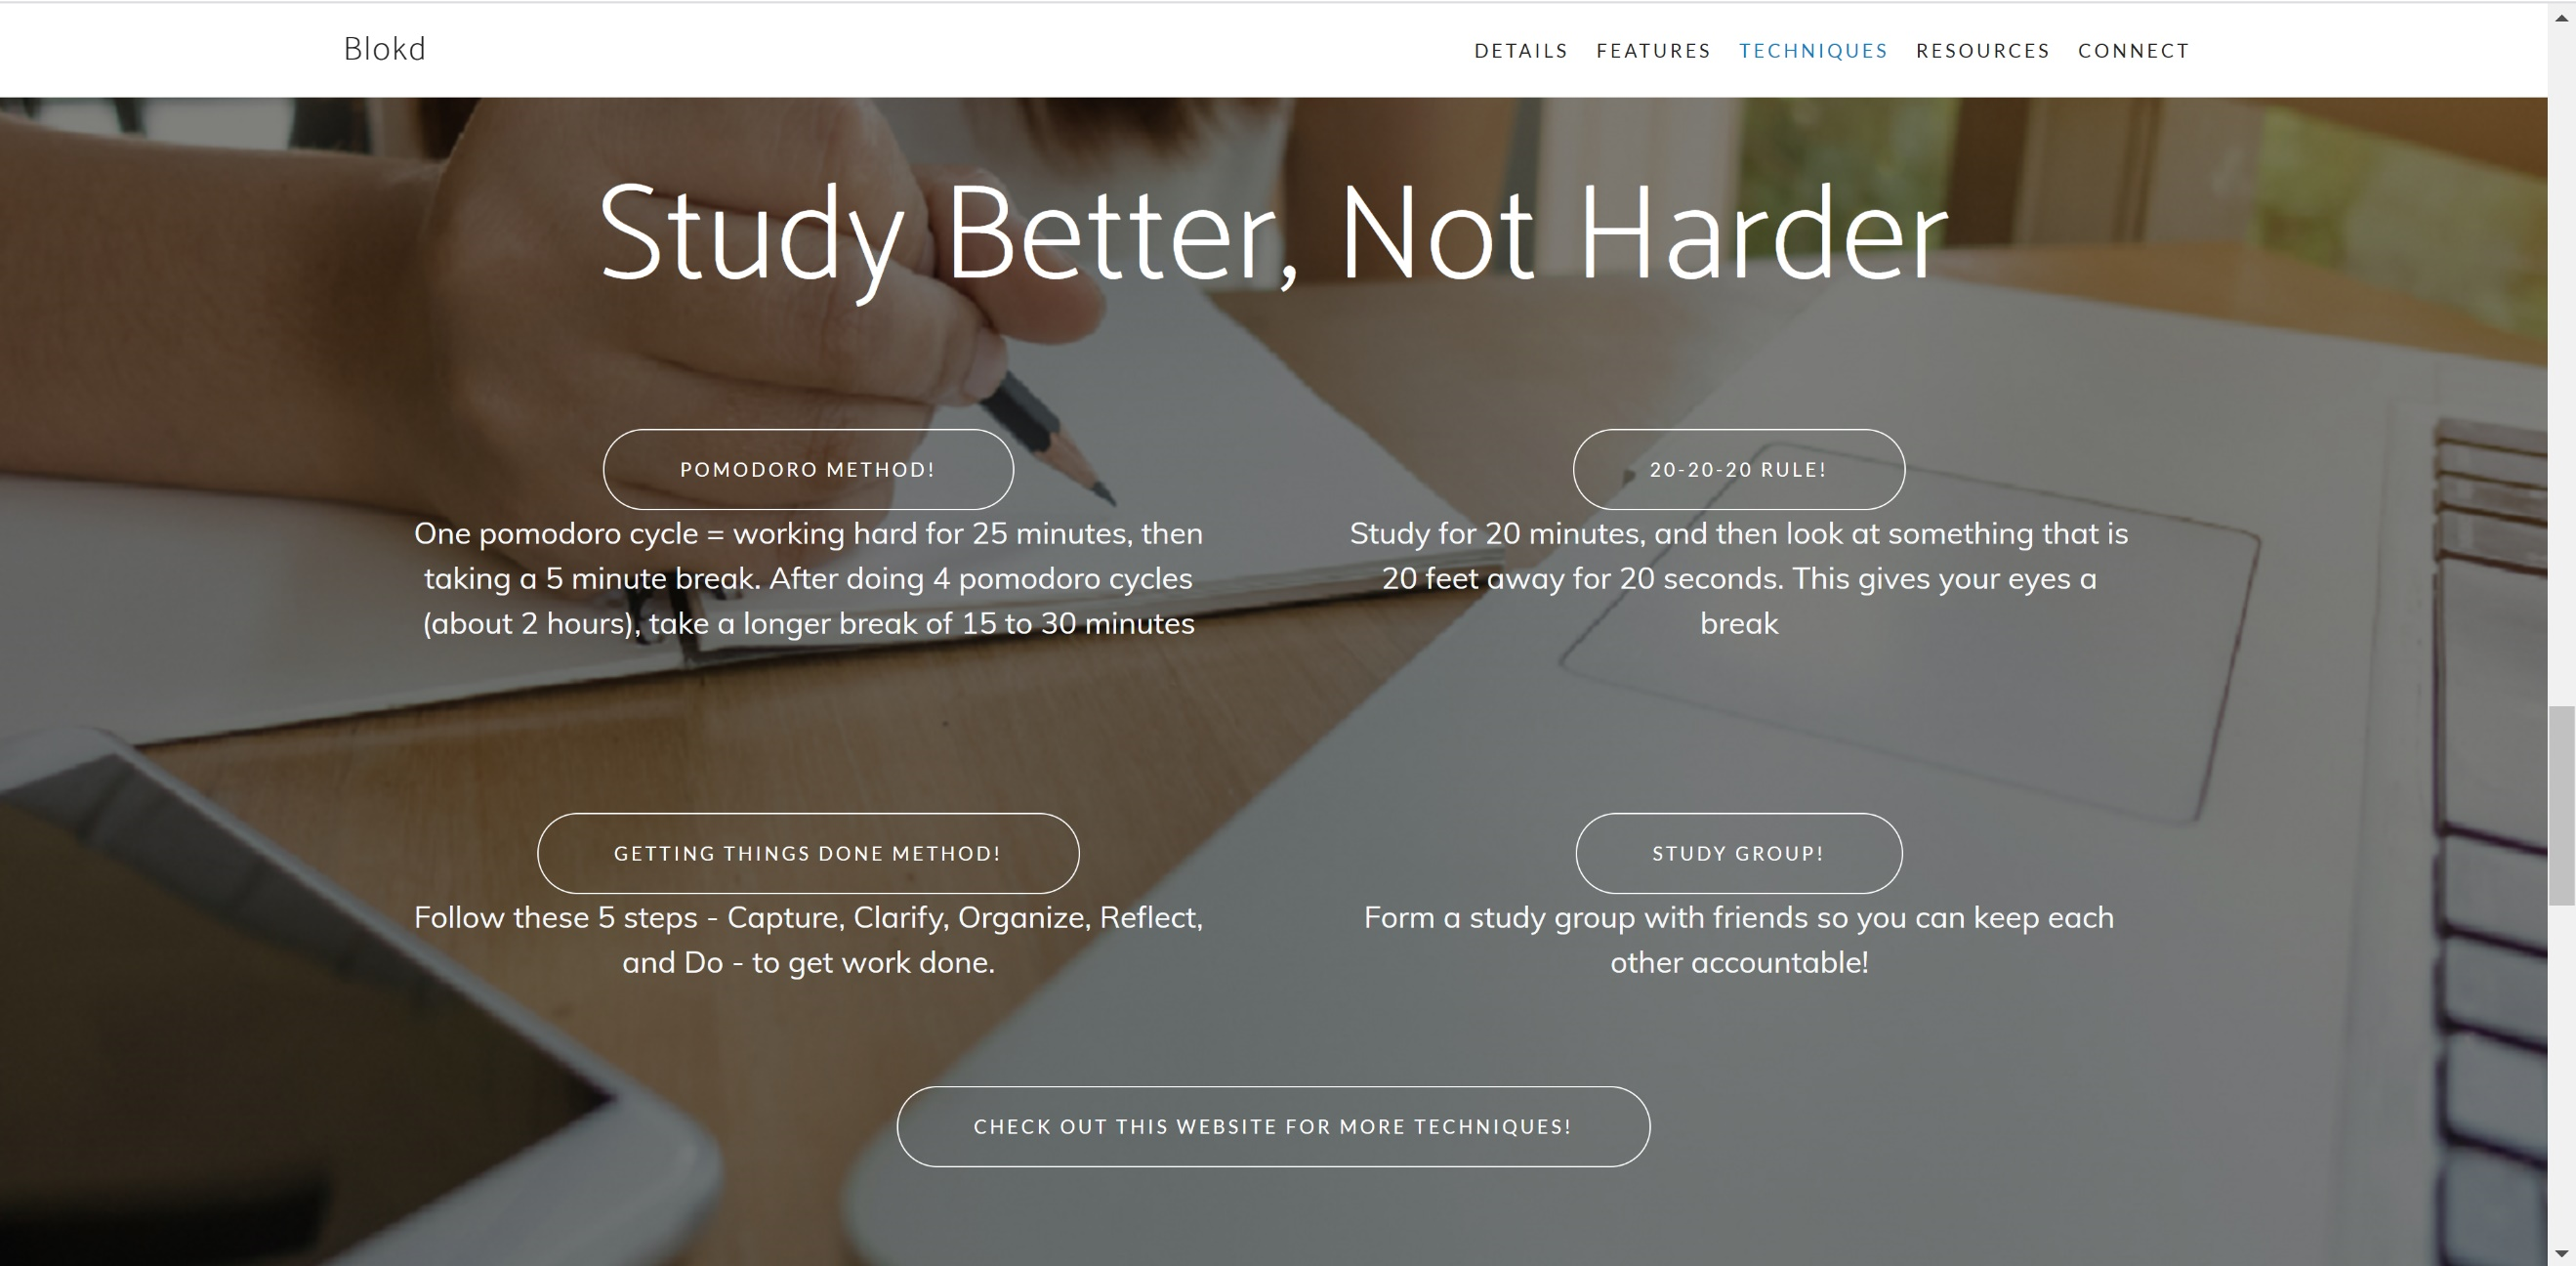 Blokd
DETAILS FEATURES TECHNIQUES RESOURCES CONNECT
Study Better, Not Harder
POMODORO METHOD!
One pomodoro cycle = working hard for 25 minutes, then
taking a 5 minute break. After doing 4 pomodoro cycles
(about 2 hours), take a longer break of 15 to 30 minutes
20-20-20 RULE!
Study for 20 minutes, and then look at something that is
20 feet away for 20 seconds. This gives your eyes a
break
GETTING THINGS DONE METHOD!
Follow these 5 steps - Capture, Clarify, Organize, Reflect,
and Do - to get work done.
STUDY GROUP!
Form a study group with friends so you can keep each
other accountable!
CHECK OUT THIS WEBSITE FOR MORE TECHNIQUES!